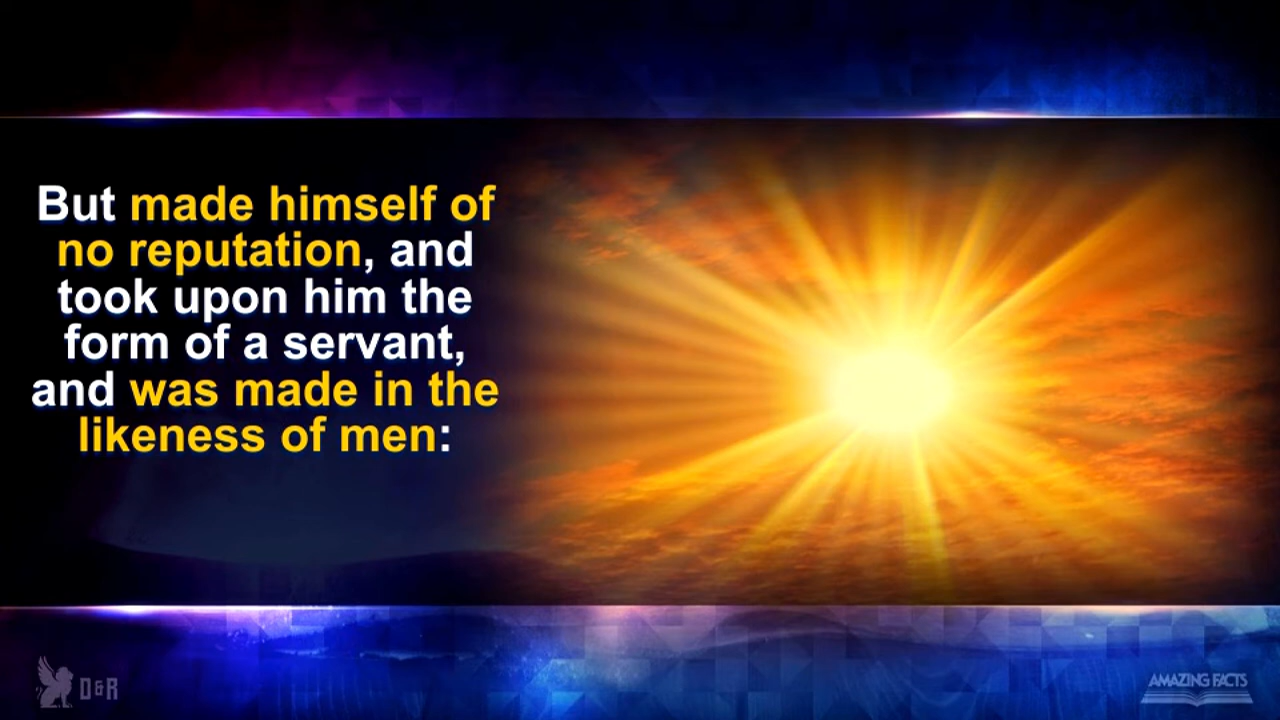 But made himself of
no reputation, and
took upon him the
form of a servant,
and was made in the
likeness of men:
D&R
AMAZING FACTS